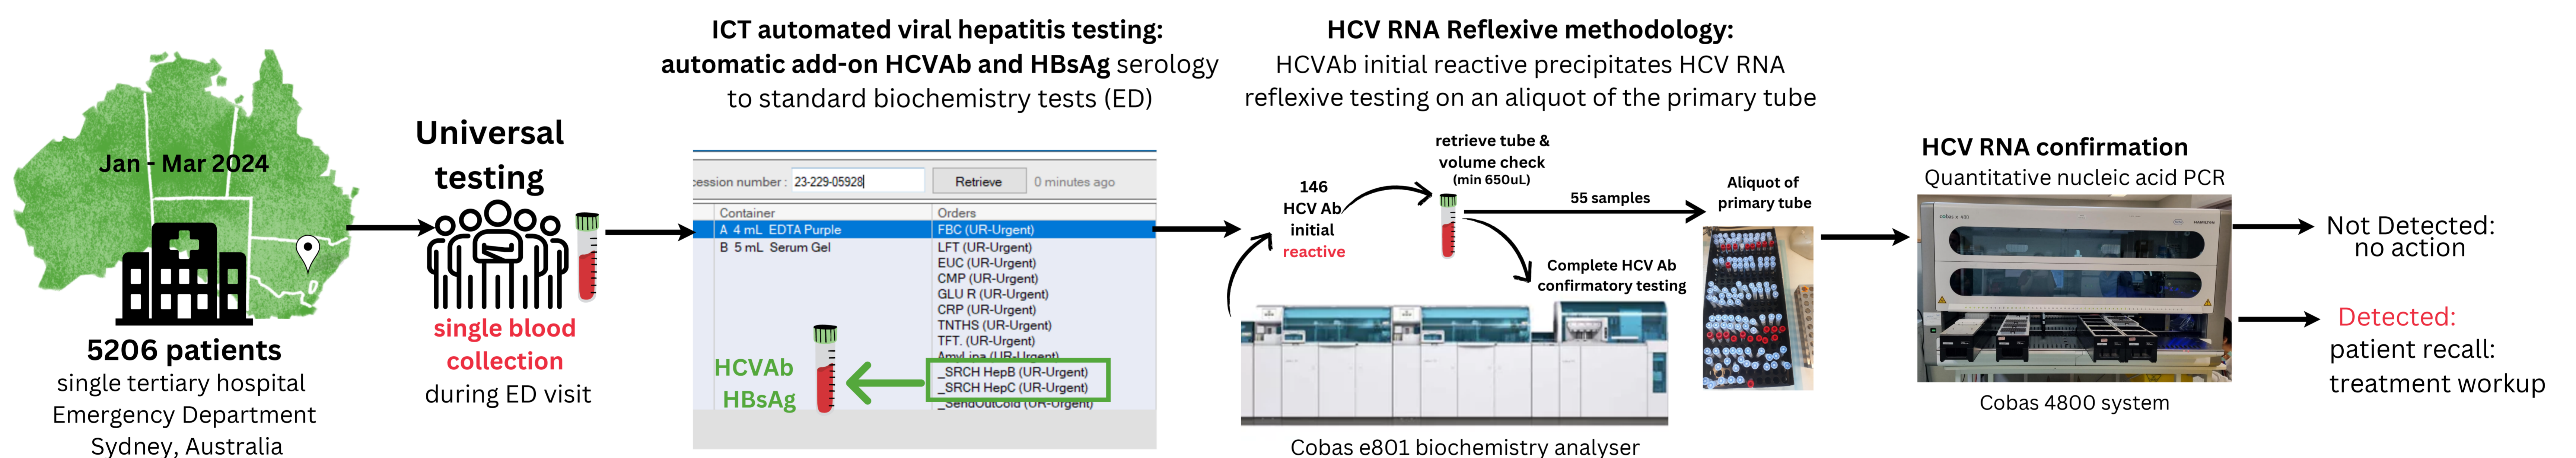 Jan - Mar 2024
5206 patients
single tertiary hospital
Emergency Department
Sydney, Australia
Universal
testing
single blood
collection
during ED visit
ICT automated viral hepatitis testing:
automatic add-on HCVAb and HBsAg serology
to standard biochemistry tests (ED)
cession number : 23-229-05928 Retrieve 0 minutes ago
Container Orders
A 4 mL EDTA Purple FBC (UR-Urgent)
B 5 mL Serum Gel LFT (UR-Urgent)
EUC (UR-Urgent)
CMP (UR-Urgent)
GLU R (UR-Urgent)
CRP (UR-Urgent)
TNTHS (UR-Urgent)
TFT. (UR-Urgent)
AmyLipa (UR-Urgent)
_SRCH HepB (UR-Urgent)
_SRCH HepC (UR-Urgent)
_SendOutCold (UR-Urgent)
HCVAb
HBsAg
HCV RNA Reflexive methodology:
HCVAb initial reactive precipitates HCV RNA
reflexive testing on an aliquot of the primary tube
146
HCV Ab
initial
reactive
retrieve tube &
volume check
(min 650uL)
55 samples
Complete HCV Ab
confirmatory testing
Aliquot of
primary tube
Cobas e801 biochemistry analyser
HCV RNA confirmation
Quantitative nucleic acid PCR
Cobas 4800 system
Not Detected:
no action
Detected:
patient recall:
treatment workup